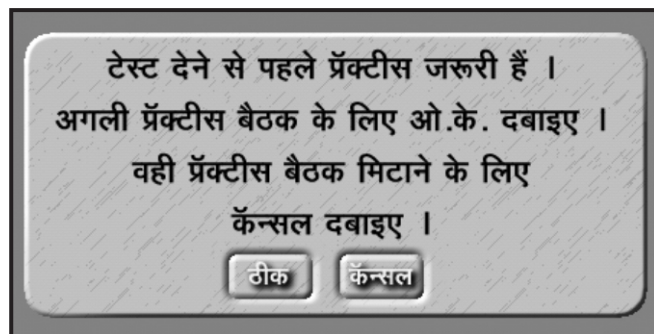 टेस्ट देने से पहले प्रॅक्टीस जरूरी हैं ।
अगली प्रॅक्टीस बैठक के लिए ओ.के. दबाइए ।
वही प्रॅक्टीस बैठक मिटाने के लिए
कॅन्सल दबाइए ।
ठीक कॅन्सल